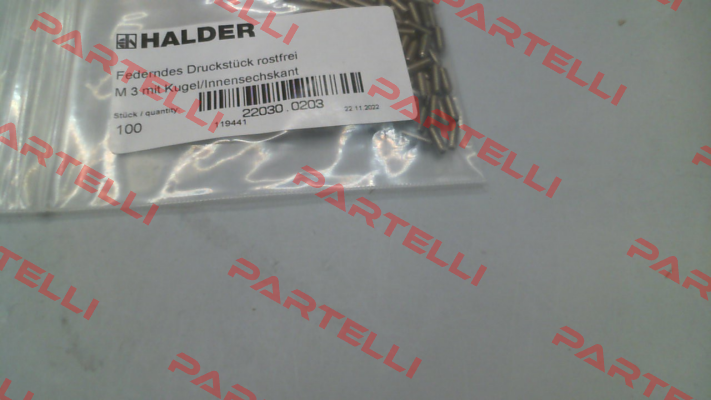 HALDER
Federndes Druckstück rostfrei
M 3 mit Kugel/Innensechskant
Stück / quantity
22030.0203
22.11.2022
100
119441
PARTELLI
PARTELLI
PARTELLI
PARTELLI
PARTELLI
PARTELLI
PARTELLI
PARTELLI
PARTELLI